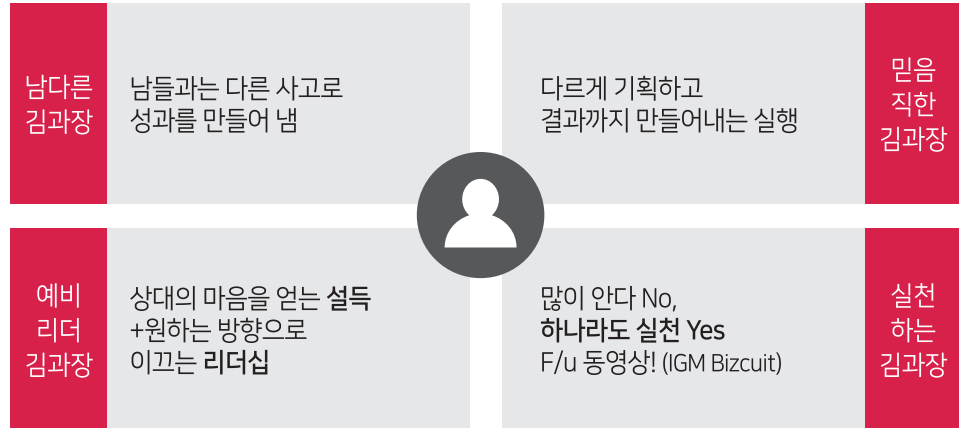 남다른
김과장
남들과는 다른 사고로
성과를 만들어 냄
다르게 기획하고
결과까지 만들어내는 실행
믿음
직한
김과장
예비
리더
김과장
상대의 마음을 얻는 설득
+원하는 방향으로
이끄는 리더십
많이 안다 No,
하나라도 실천 Yes
F/u 동영상! (IGM Bizcuit)
실천
하는
김과장